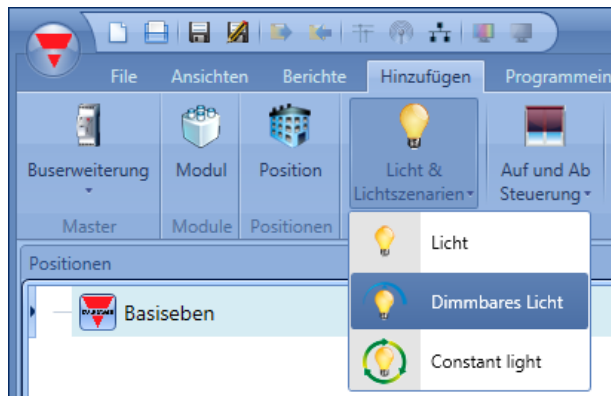 File Ansichten Berichte Hinzufügen Programmein
Buserweiterung Modul Position Licht & Lichtszenarien Auf und Ab Steuerung
Master Module Positionen
Licht
Positionen
Dimmbares Licht
Basiseben
Constant light